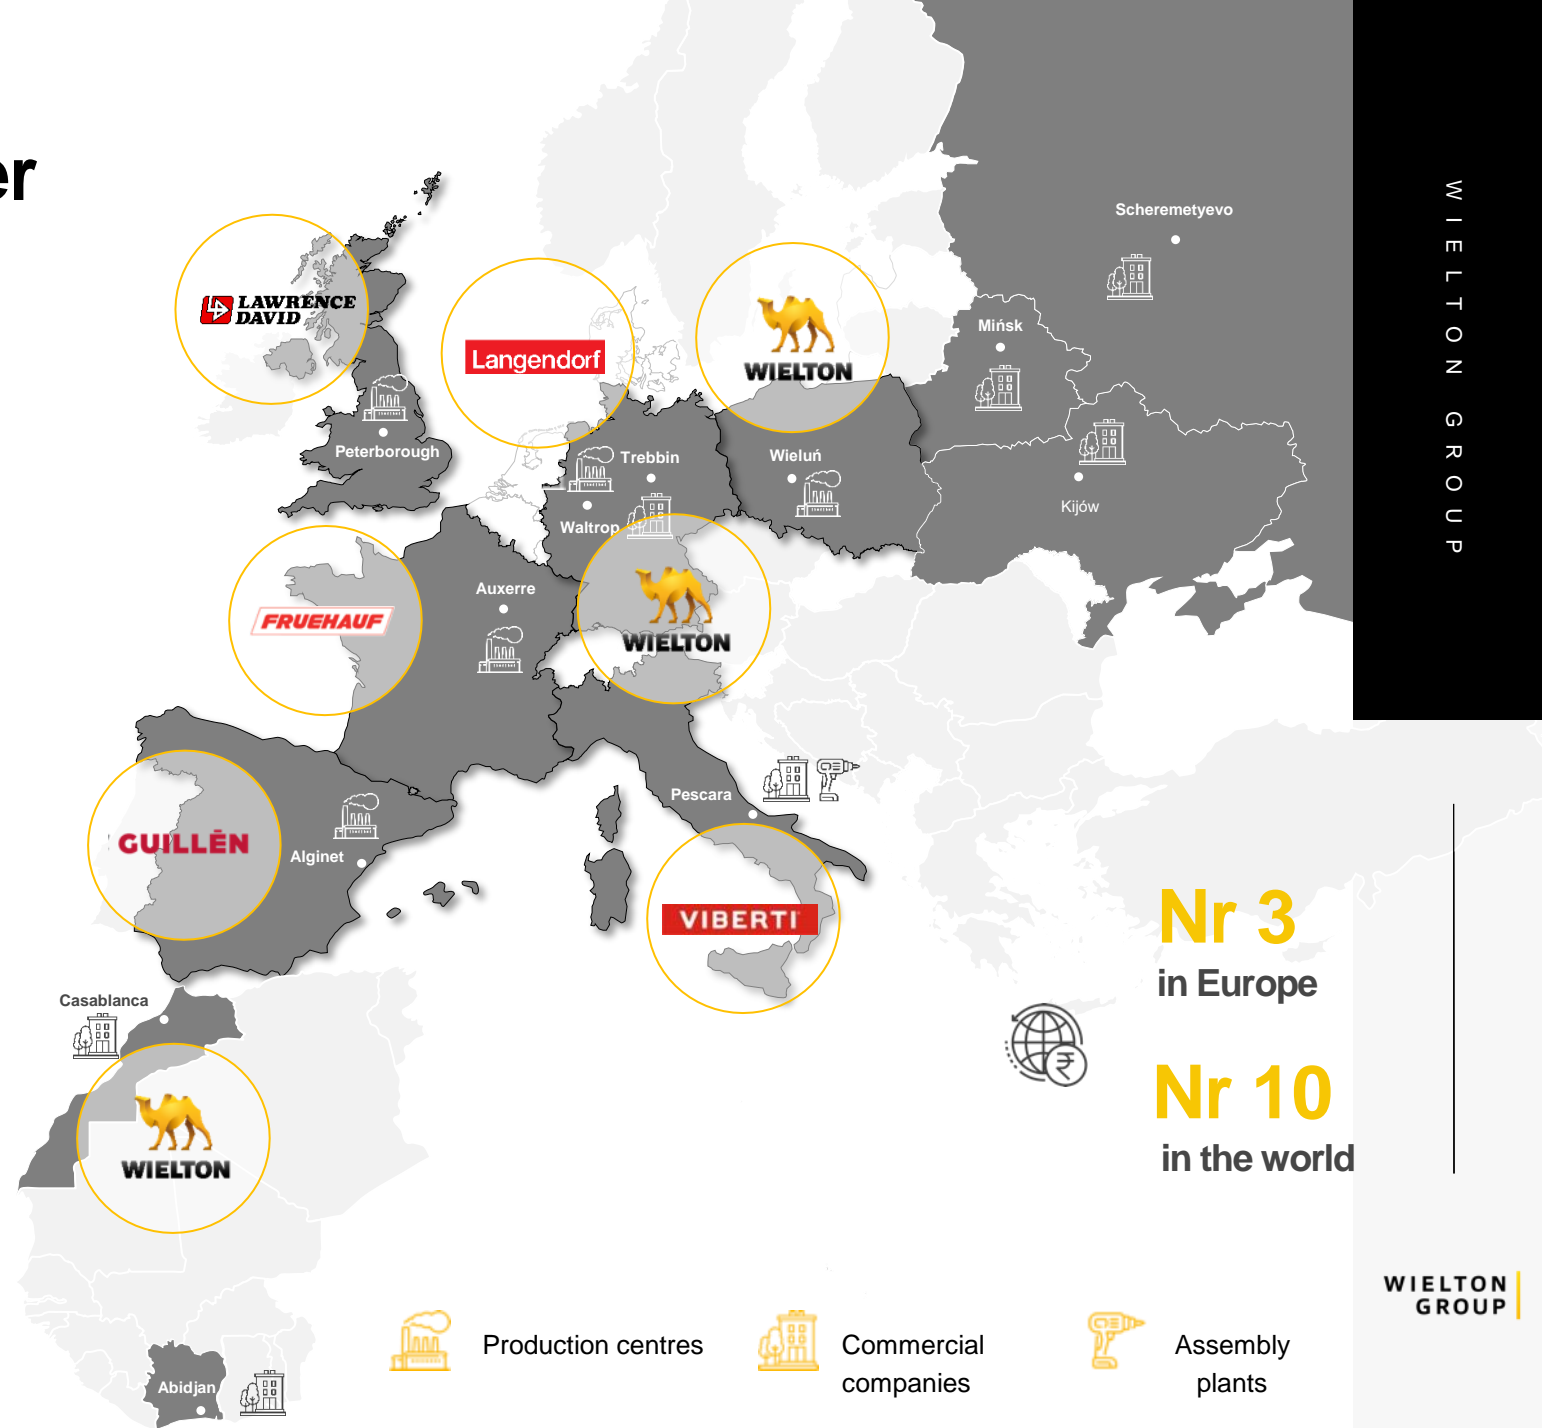 er
Scheremetyevo
LAWRENCE
DAVID
Langendorf
WIELTON
Mińsk
Peterborough
Trebbin
Wieluń
Waltrop
Kijów
Auxerre
FRUEHAUF
WIELTON
Pescara
GUILLÉN
Alginet
VIBERTI
Casablanca
WIELTON
Abidjan
Nr 3
in Europe
Nr 10
in the world
Production centres
Commercial
companies
Assembly
plants
WIELTON GROUP
WIELTON
GROUP